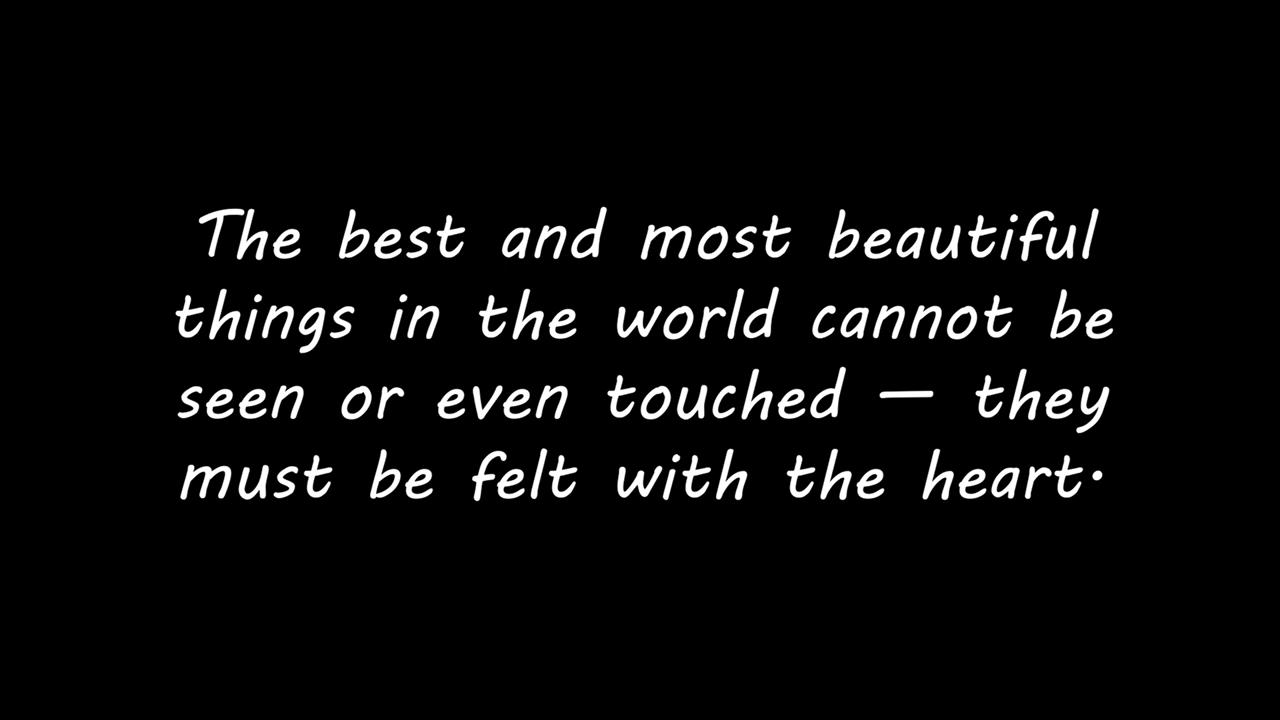 The best and most beautiful
things in the world cannot be
seen or even touched — they
must be felt with the heart·